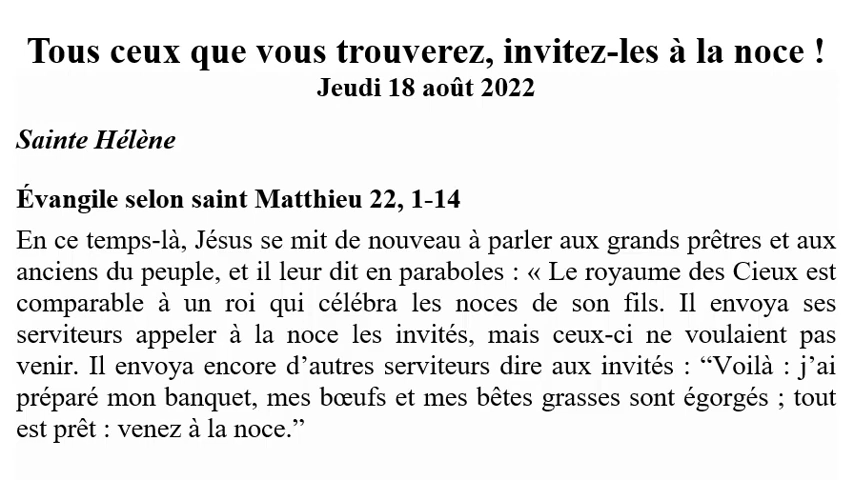 Tous ceux que vous trouverez, invitez-les à la noce !
Jeudi 18 août 2022
Sainte Hélène
Évangile selon saint Matthieu 22, 1-14
En ce temps-là, Jésus se mit de nouveau à parler aux grands prêtres et aux
anciens du peuple, et il leur dit en paraboles : « Le royaume des Cieux est
comparable à un roi qui célébra les noces de son fils. Il envoya ses
serviteurs appeler à la noce les invités, mais ceux-ci ne voulaient pas
venir. Il envoya encore d’autres serviteurs dire aux invités : “Voilà : j’ai
préparé mon banquet, mes bœufs et mes bêtes grasses sont égorgés ; tout
est prêt : venez à la noce.”